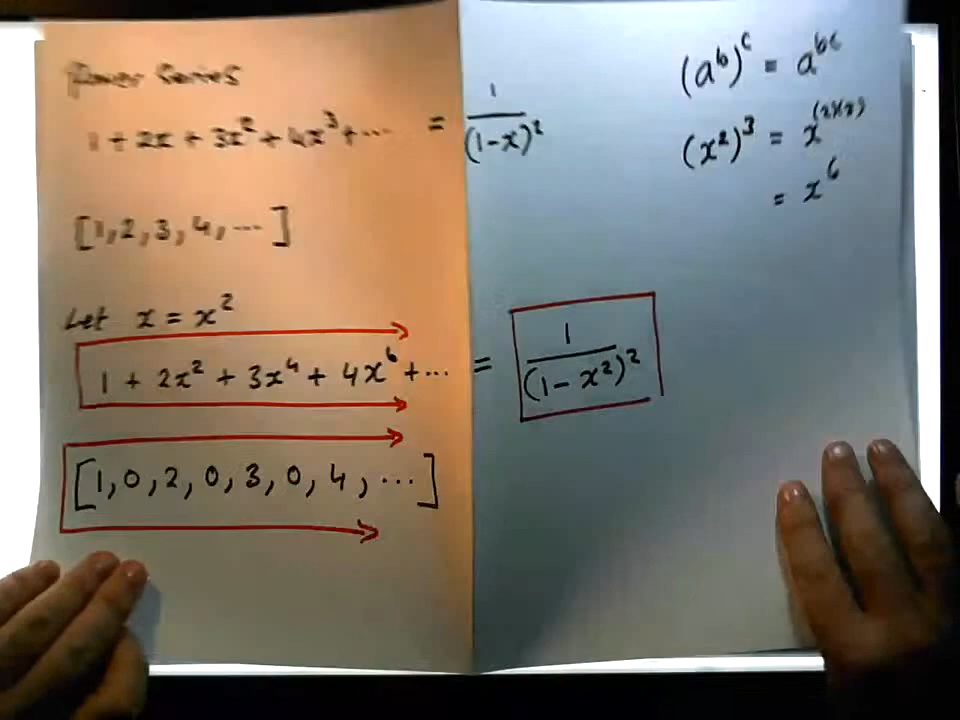 Power Series
1 + 2x + 3x² + 4x³ + ... = 1/(1-x)²
[1, 2, 3, 4, ...]
Let x = x²
1 + 2x² + 3x⁴ + 4x⁶ + ... = 1/(1-x²)²
[1, 0, 2, 0, 3, 0, 4, ...]
(a^b)^c = a^bc
(x²)³ = x^(2)(3)
= x⁶